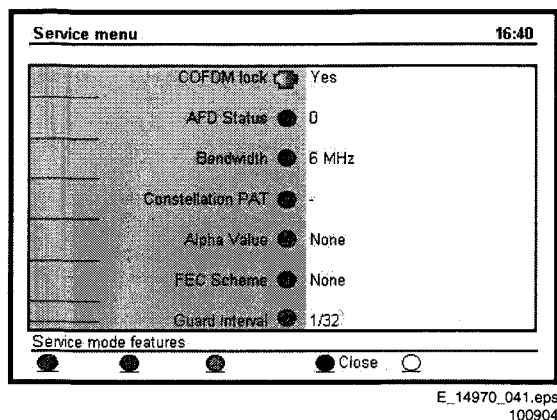 Service menu 16:40
COFDM lock Yes
AFD Status 0
Bandwidth 6 MHz
Constellation PAT -
Alpha Value None
FEC Scheme None
Guard Interval 1/32
Service mode features
Close
E_14970_041.eps
100904